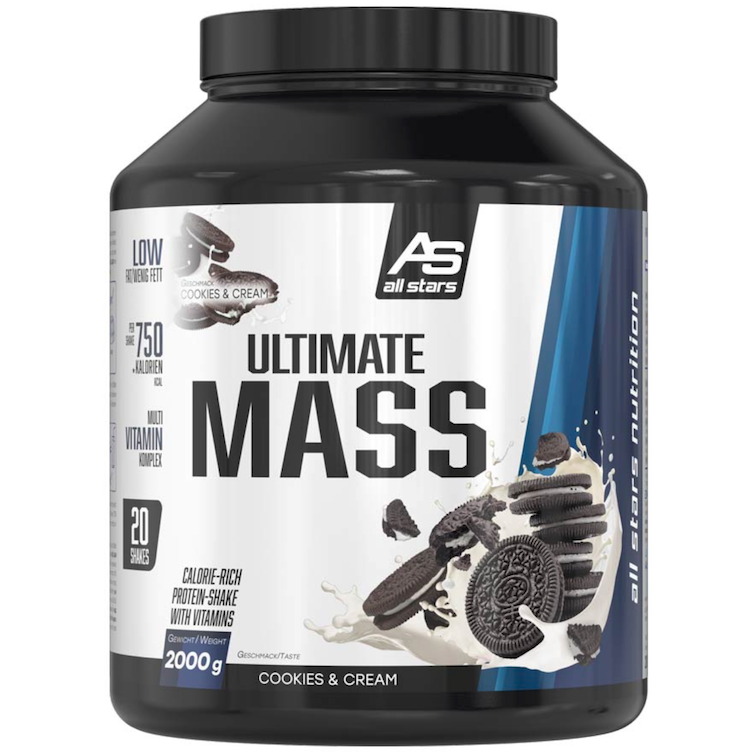 AS
all stars
LOW
FAT/WENIG FETT
GESCHMACK
COOKIES & CREAM
PER
SHAKE
750
+KALORIEN
KCAL
ULTIMATE
MASS
MULTI
VITAMIN
KOMPLEX
20
SHAKES
CALORIE-RICH
PROTEIN-SHAKE
WITH VITAMINS
GEWICHT/WEIGHT
2000g
GESCHMACK/TASTE
COOKIES & CREAM
all stars nutrition